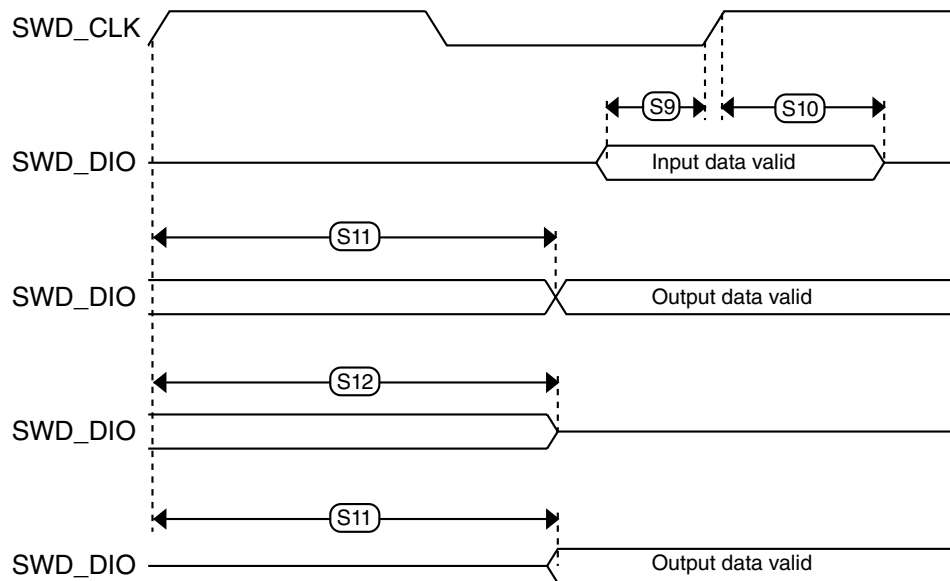 SWD_CLK
S9
S10
SWD_DIO
Input data valid
S11
SWD_DIO
Output data valid
S12
SWD_DIO
S11
SWD_DIO
Output data valid